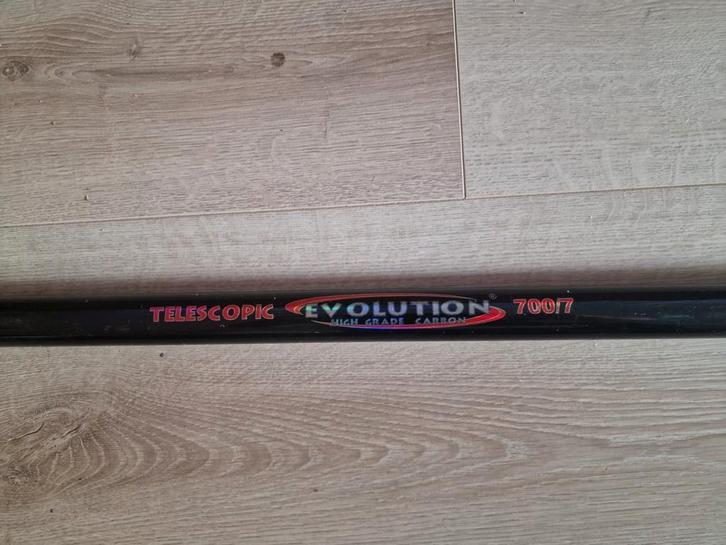 TELESCOPIC EVOLUTION® 700/7
HIGH GRADE CARBON